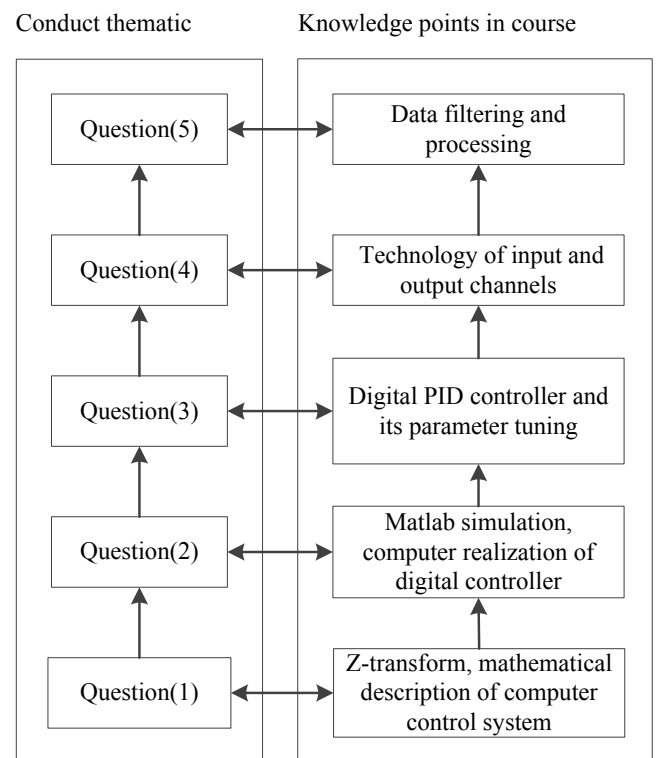 Conduct thematic
Knowledge points in course
Question(5)
Data filtering and
processing
Question(4)
Technology of input and
output channels
Question(3)
Digital PID controller and
its parameter tuning
Question(2)
Matlab simulation,
computer realization of
digital controller
Question(1)
Z-transform, mathematical
description of computer
control system